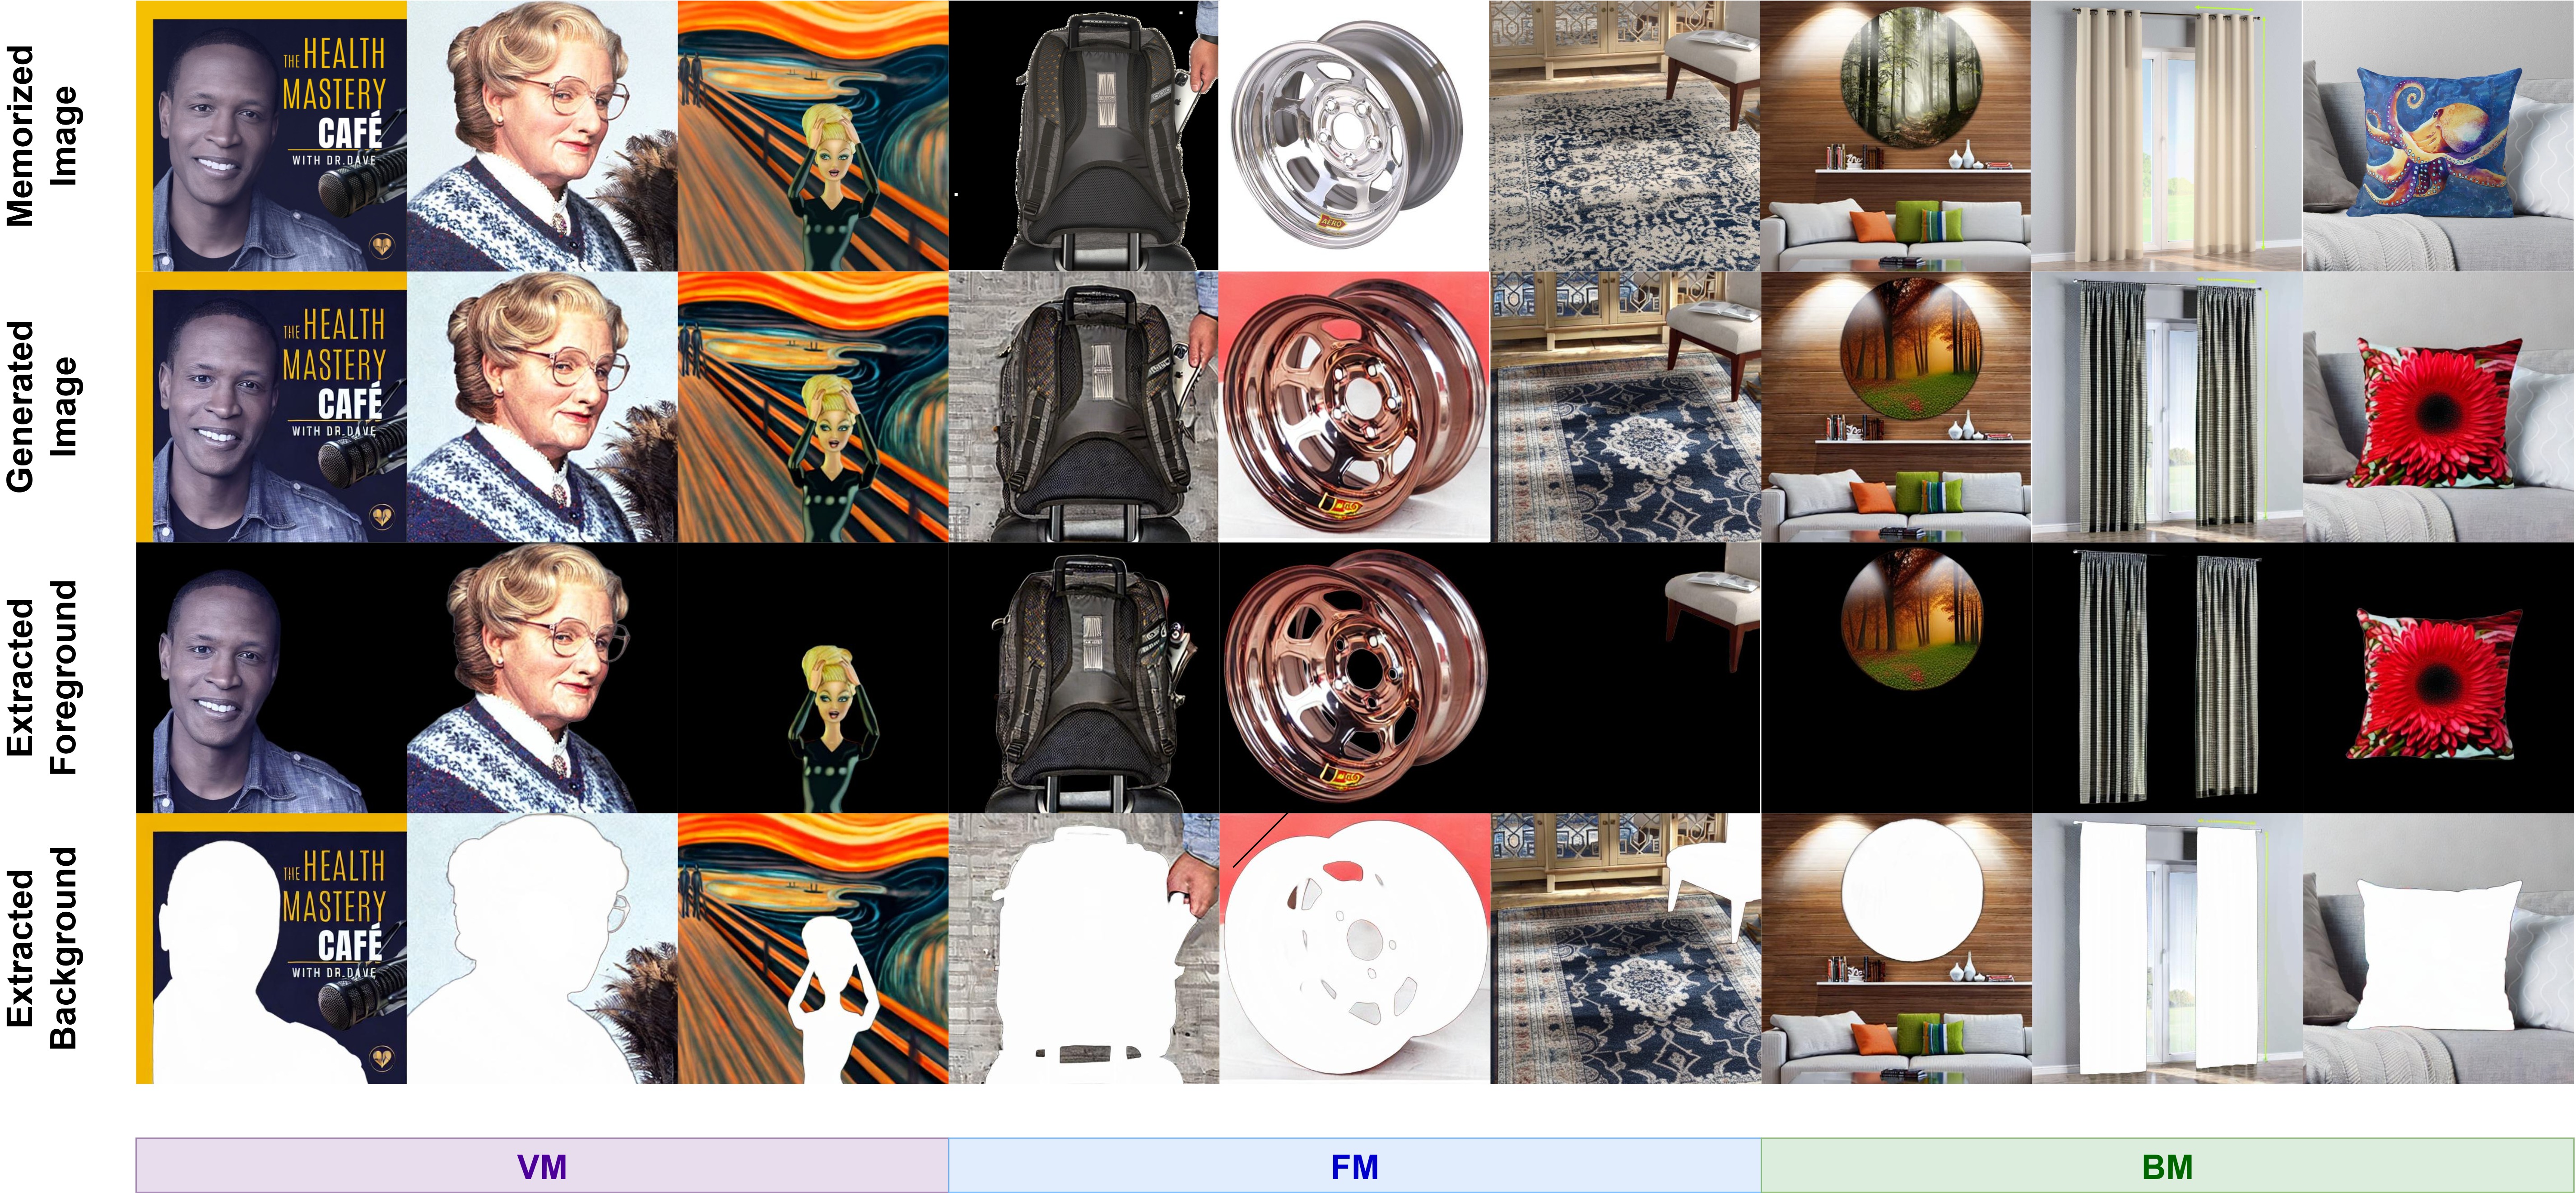 Memorized
Image
THE HEALTH
MASTERY
CAFÉ
WITH DR.DAVE
AERO
Generated
Image
THE HEALTH
MASTERY
CAFÉ
WITH DR.DAVE
Extracted
Foreground
Extracted
Background
THE HEALTH
MASTERY
CAFÉ
WITH DR.DAVE
VM
FM
BM